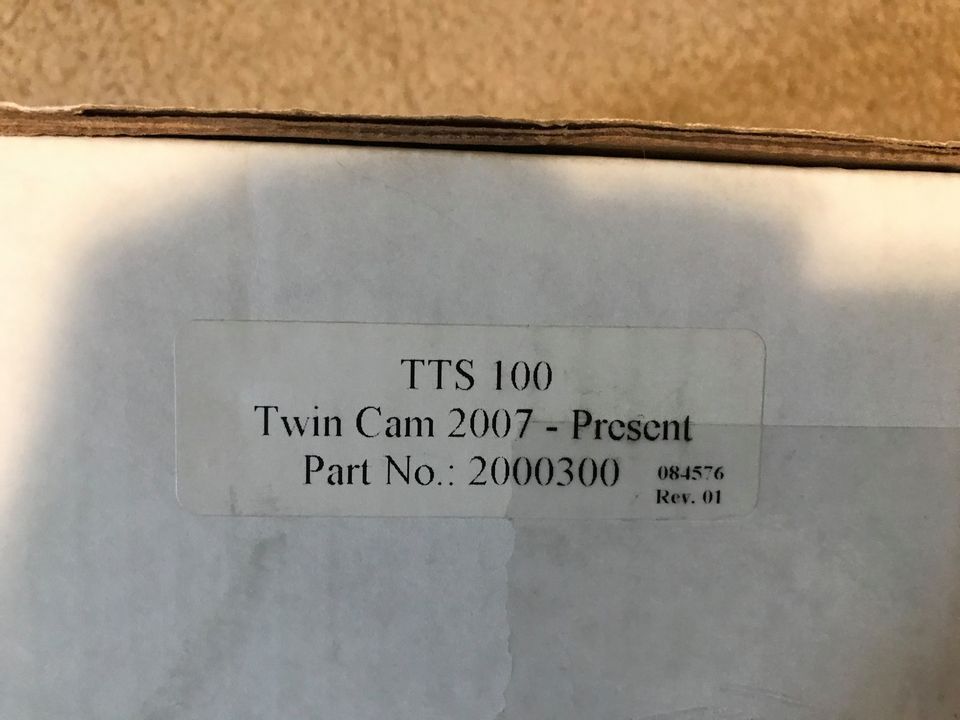 TTS 100
Twin Cam 2007 - Present
Part No.: 2000300
084576
Rev. 01